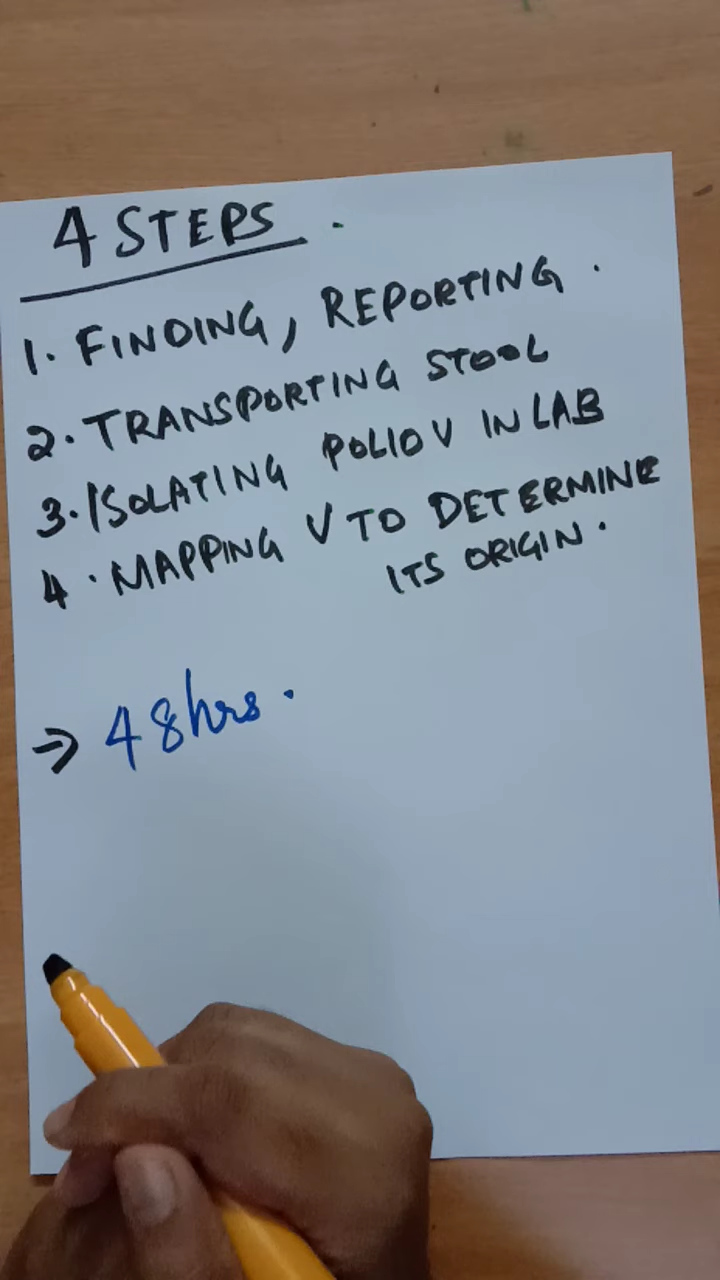 4 STEPS .
1. FINDING, REPORTING .
2. TRANSPORTING STOOL
3. ISOLATING POLIO V IN LAB
4. MAPPING V TO DETERMINE
ITS ORIGIN .
→ 48hrs .